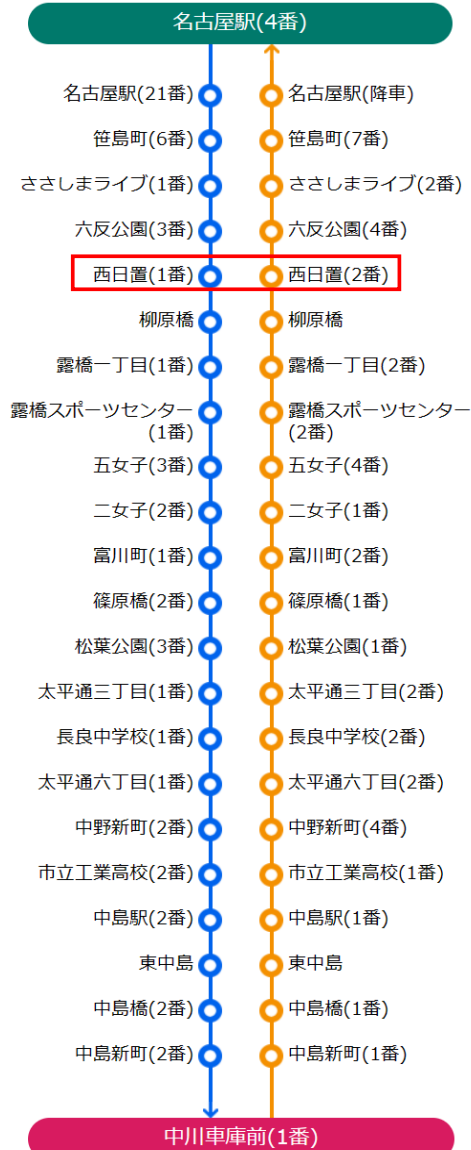 名古屋駅(4番)
名古屋駅(21番) 名古屋駅(降車)
笹島町(6番) 笹島町(7番)
ささしまライブ(1番) ささしまライブ(2番)
六反公園(3番) 六反公園(4番)
西日置(1番) 西日置(2番)
柳原橋 柳原橋
露橋一丁目(1番) 露橋一丁目(2番)
露橋スポーツセンター 露橋スポーツセンター
(1番) (2番)
五女子(3番) 五女子(4番)
二女子(2番) 二女子(1番)
富川町(1番) 富川町(2番)
篠原橋(2番) 篠原橋(1番)
松葉公園(3番) 松葉公園(1番)
太平通三丁目(1番) 太平通三丁目(2番)
長良中学校(1番) 長良中学校(2番)
太平通六丁目(1番) 太平通六丁目(2番)
中野新町(2番) 中野新町(4番)
市立工業高校(2番) 市立工業高校(1番)
中島駅(2番) 中島駅(1番)
東中島 東中島
中島橋(2番) 中島橋(1番)
中島新町(2番) 中島新町(1番)
中川車庫前(1番)